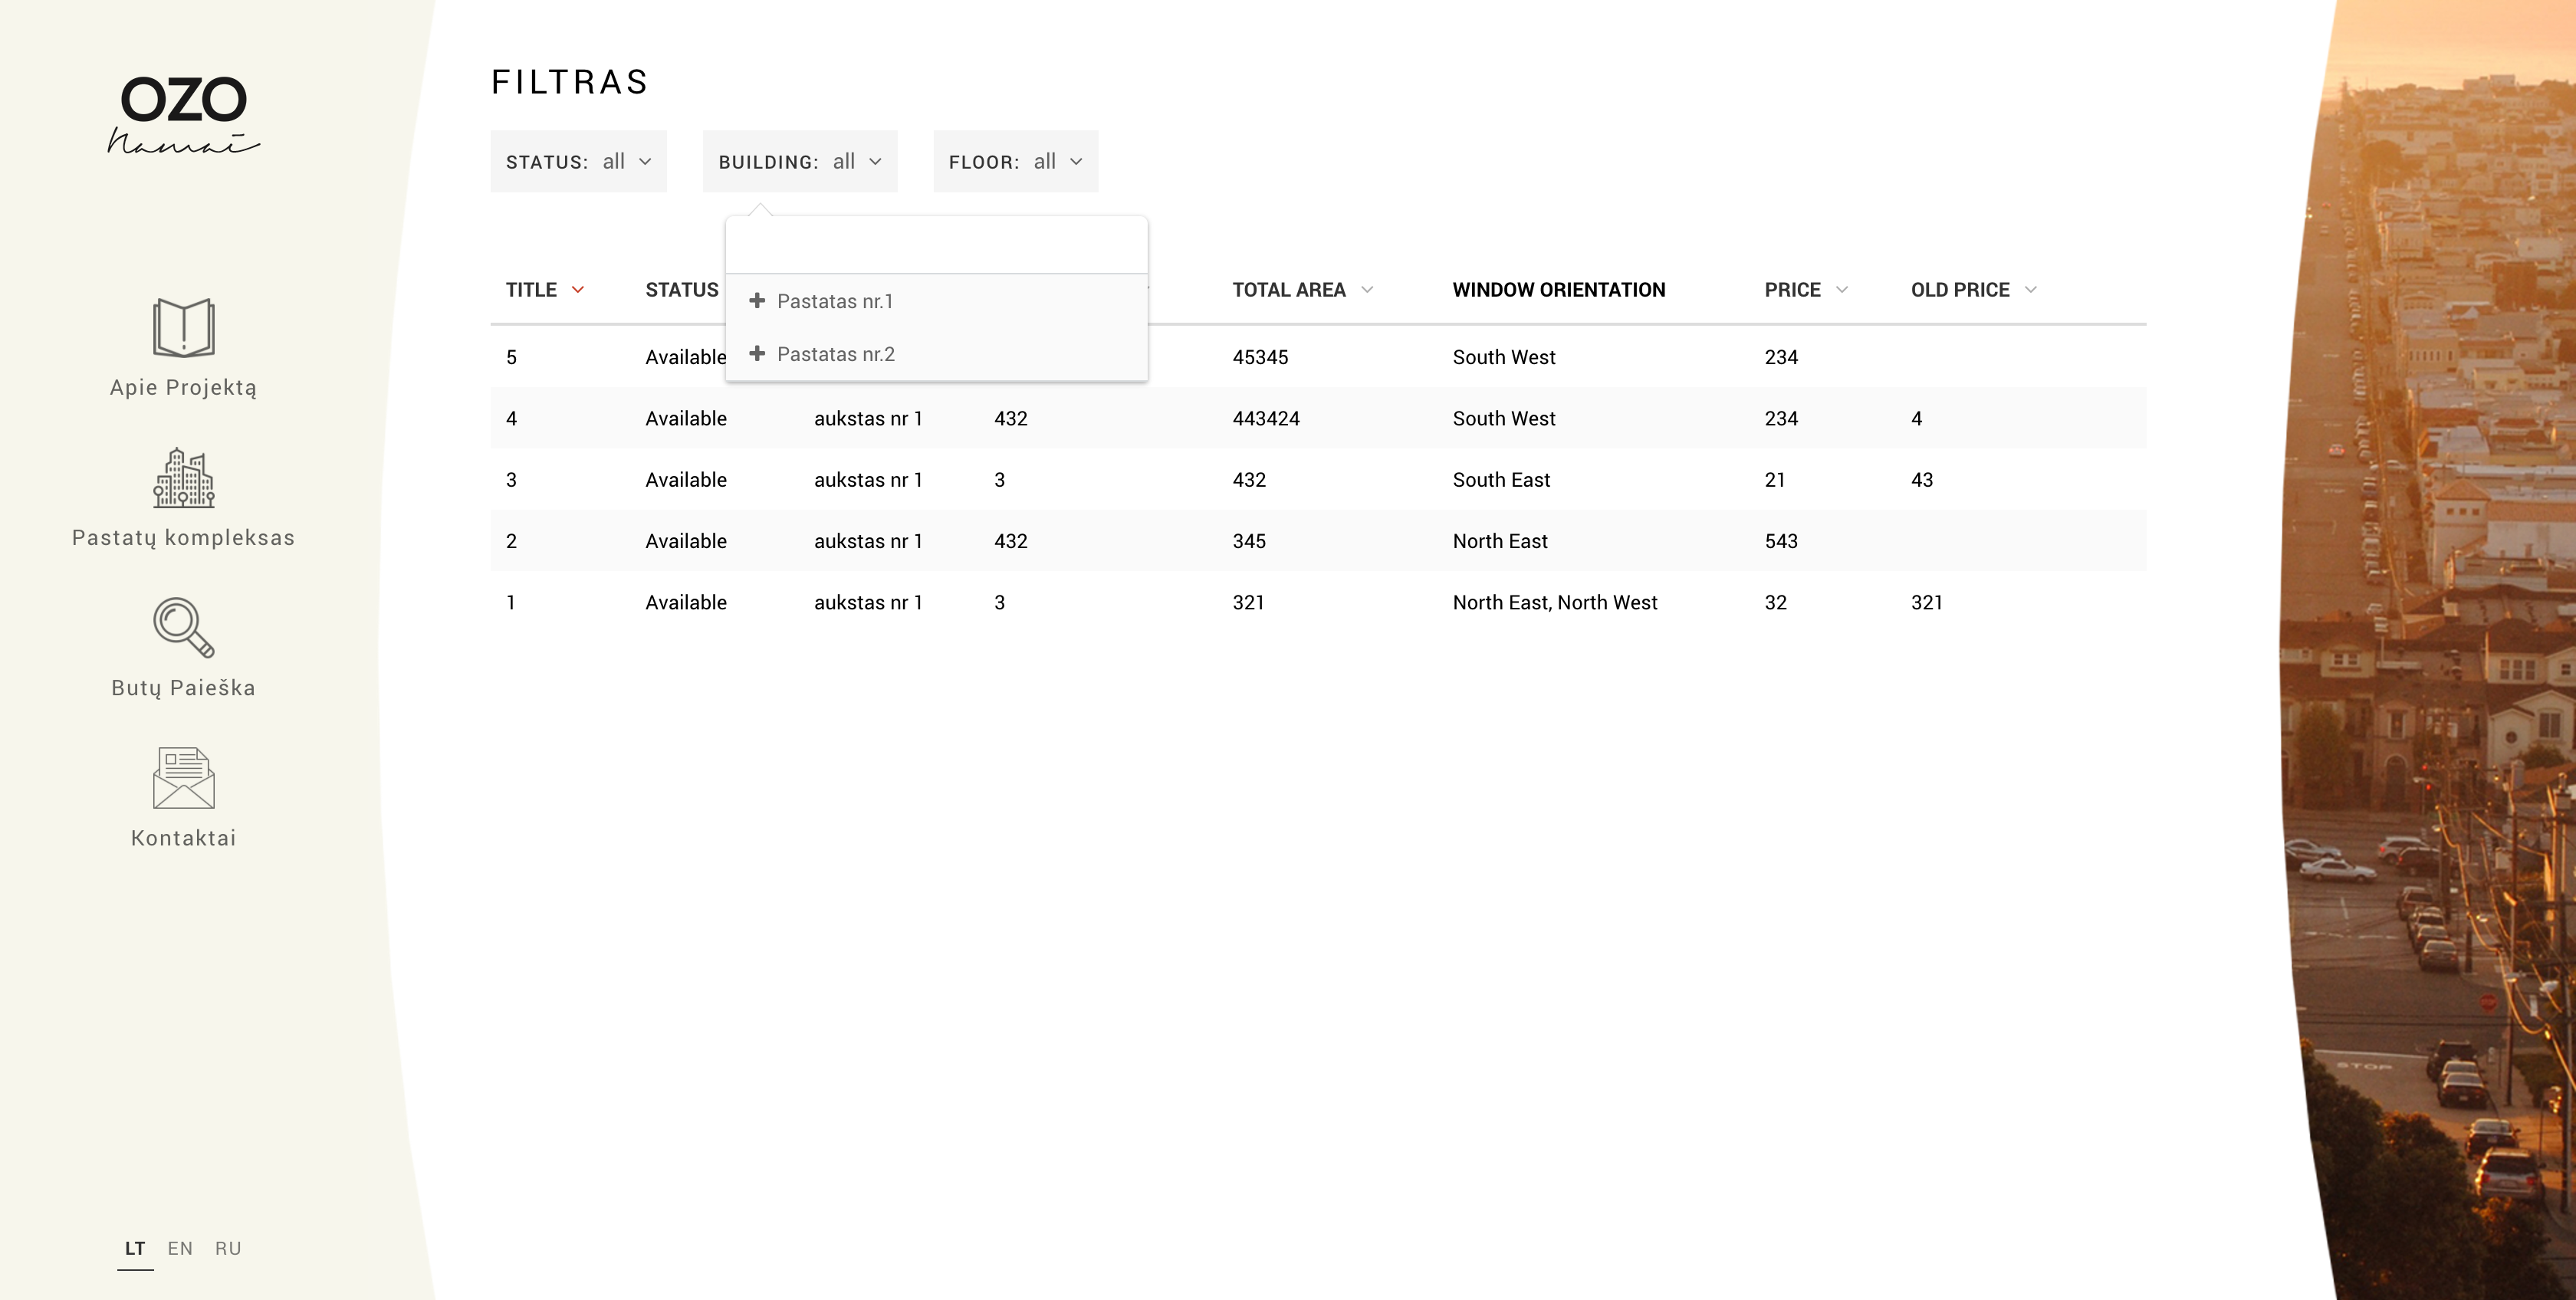 OZO
Namai
Apie Projektą
Pastatų kompleksas
Butų Paieška
Kontaktai
LT EN RU
FILTRAS
STATUS: all BUILDING: all FLOOR: all
Pastatas nr.1
Pastatas nr.2
TITLE STATUS TOTAL AREA WINDOW ORIENTATION PRICE OLD PRICE
5 Available 45345 South West 234
4 Available aukstas nr 1 432 443424 South West 234 4
3 Available aukstas nr 1 3 432 South East 21 43
2 Available aukstas nr 1 432 345 North East 543
1 Available aukstas nr 1 3 321 North East, North West 32 321
STOP